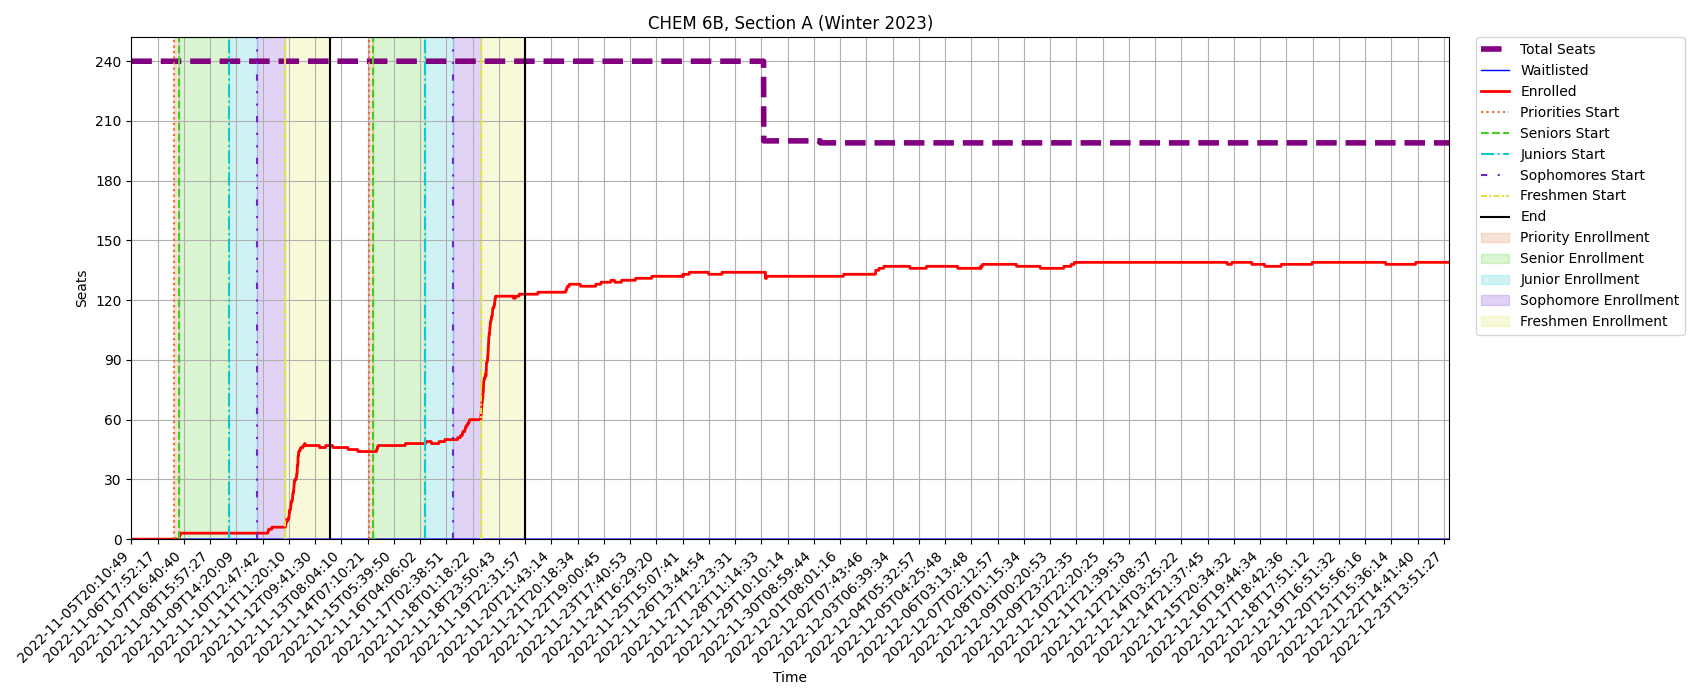 CHEM 6B, Section A (Winter 2023)
Seats
240
210
180
150
120
90
60
30
0
2022-11-05T20:10:49
2022-11-06T17:52:17
2022-11-07T16:40:40
2022-11-08T15:57:27
2022-11-09T14:20:09
2022-11-10T12:47:42
2022-11-11T11:20:10
2022-11-12T09:41:30
2022-11-13T08:04:10
2022-11-14T07:10:21
2022-11-15T05:39:50
2022-11-16T04:06:02
2022-11-17T02:38:51
2022-11-18T01:18:22
2022-11-18T23:50:43
2022-11-19T22:31:57
2022-11-20T21:43:14
2022-11-21T20:18:34
2022-11-22T19:00:45
2022-11-23T17:40:53
2022-11-24T16:29:20
2022-11-25T15:07:41
2022-11-26T13:44:54
2022-11-27T12:23:31
2022-11-28T11:14:33
2022-11-29T10:10:14
2022-11-30T08:59:44
2022-12-01T08:01:16
2022-12-02T07:43:46
2022-12-03T06:39:34
2022-12-04T05:32:57
2022-12-05T04:25:48
2022-12-06T03:13:48
2022-12-07T02:12:57
2022-12-08T01:15:34
2022-12-09T00:20:53
2022-12-09T23:22:35
2022-12-10T22:20:25
2022-12-11T21:39:53
2022-12-12T21:08:37
2022-12-14T03:25:22
2022-12-14T21:37:45
2022-12-15T20:34:32
2022-12-16T19:44:34
2022-12-17T18:42:36
2022-12-18T17:51:12
2022-12-19T16:51:32
2022-12-20T15:56:16
2022-12-21T15:36:14
2022-12-22T14:41:40
2022-12-23T13:51:27
Time
Total Seats
Waitlisted
Enrolled
Priorities Start
Seniors Start
Juniors Start
Sophomores Start
Freshmen Start
End
Priority Enrollment
Senior Enrollment
Junior Enrollment
Sophomore Enrollment
Freshmen Enrollment